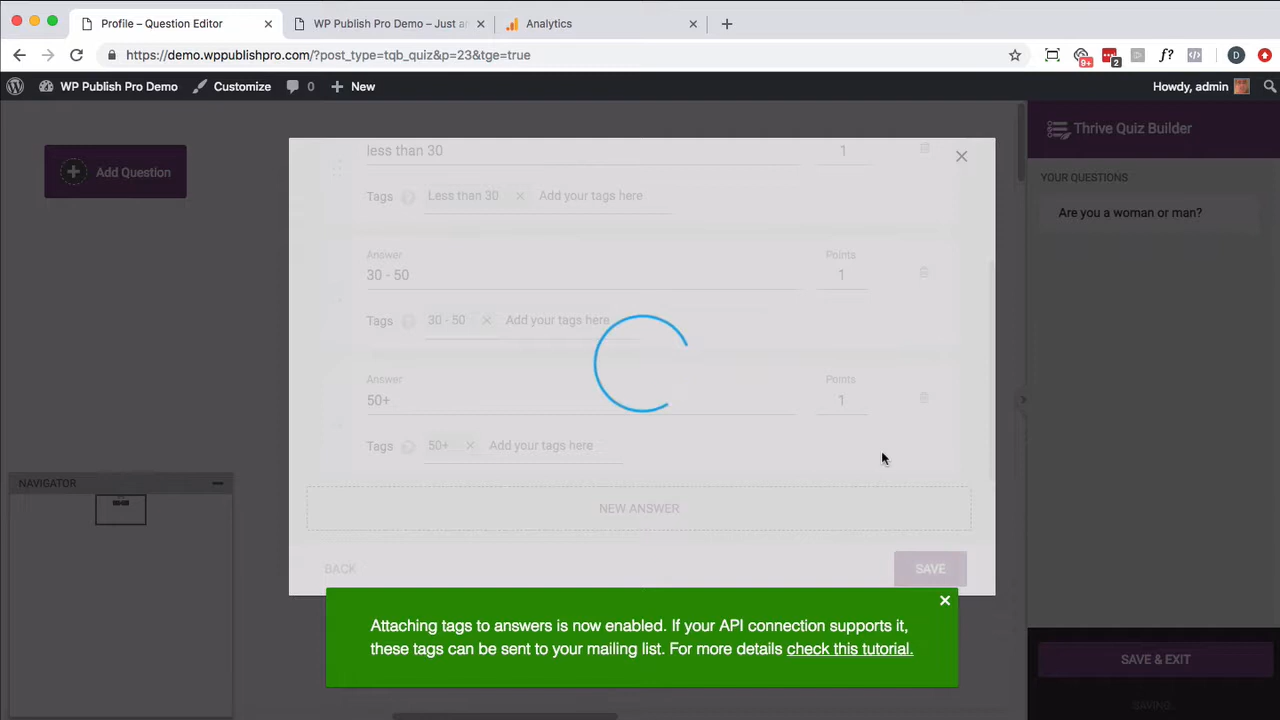 Profile – Question Editor
WP Publish Pro Demo – Just an
Analytics
https://demo.wppublishpro.com/?post_type=tqb_quiz&p=23&tge=true
9+
2
f?
D
WP Publish Pro Demo
Customize
0
New
Howdy, admin
Add Question
Thrive Quiz Builder
YOUR QUESTIONS
Are you a woman or man?
less than 30
1
Tags
Less than 30
Add your tags here
Answer
Points
30 - 50
1
Tags
30 - 50
Add your tags here
Answer
Points
50+
1
Tags
50+
Add your tags here
NEW ANSWER
BACK
SAVE
NAVIGATOR
Attaching tags to answers is now enabled. If your API connection supports it,
these tags can be sent to your mailing list. For more details check this tutorial.
SAVE & EXIT
SAVING...